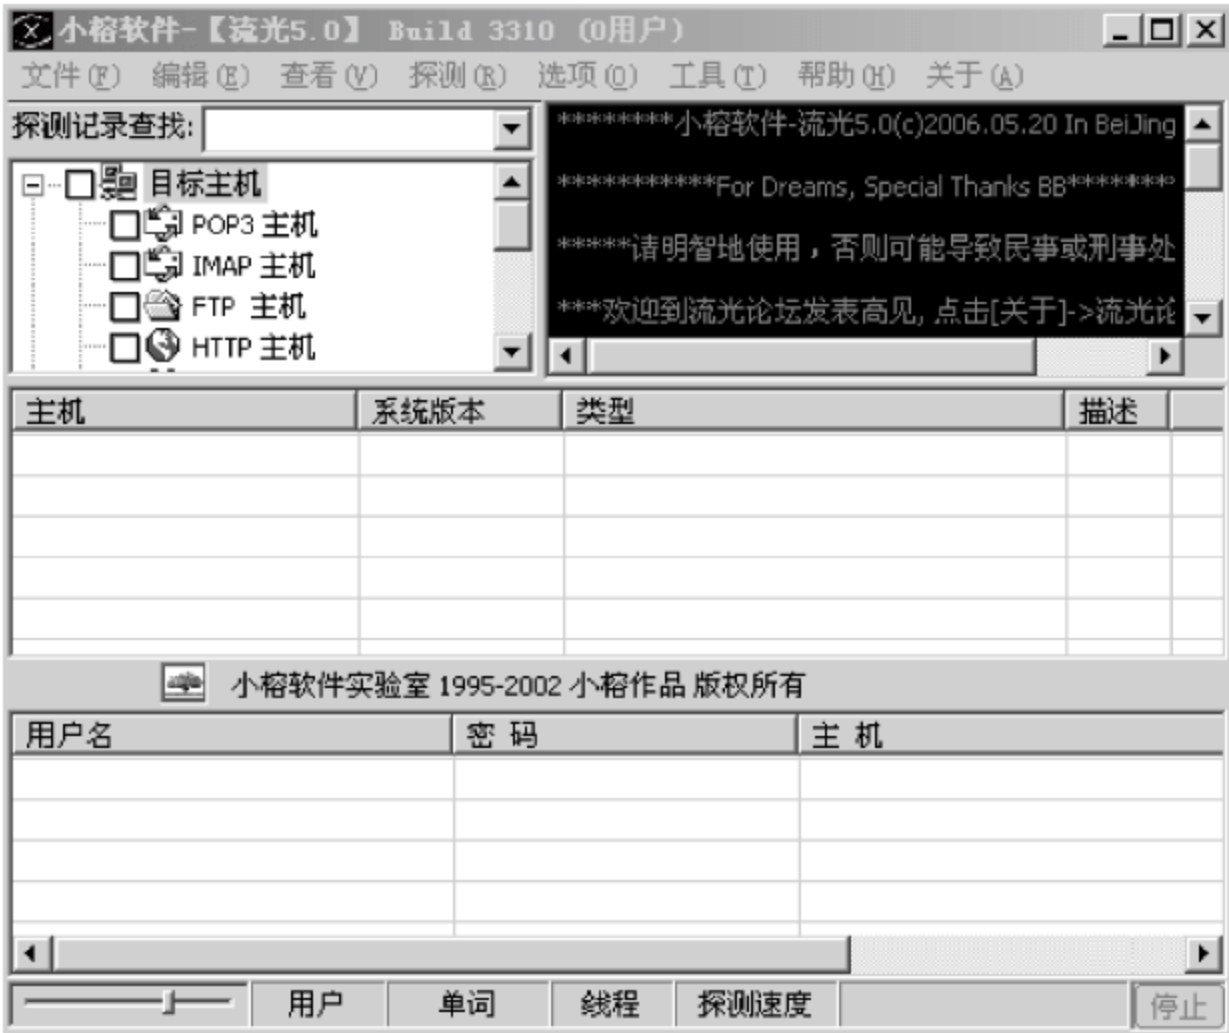 小榕软件-【流光5.0】 Build 3310 (0用户)
文件(F) 编辑(E) 查看(V) 探测(R) 选项(O) 工具(T) 帮助(H) 关于(A)
探测记录查找:
目标主机
POP3 主机
IMAP 主机
FTP 主机
HTTP 主机
*********小榕软件-流光5.0(c)2006.05.20 In BeiJing
************For Dreams, Special Thanks BB********
*****请明智地使用，否则可能导致民事或刑事处
***欢迎到流光论坛发表高见, 点击[关于]->流光论
主机 系统版本 类型 描述
小榕软件实验室 1995-2002 小榕作品 版权所有
用户名 密 码 主 机
用户 单词 线程 探测速度 停止